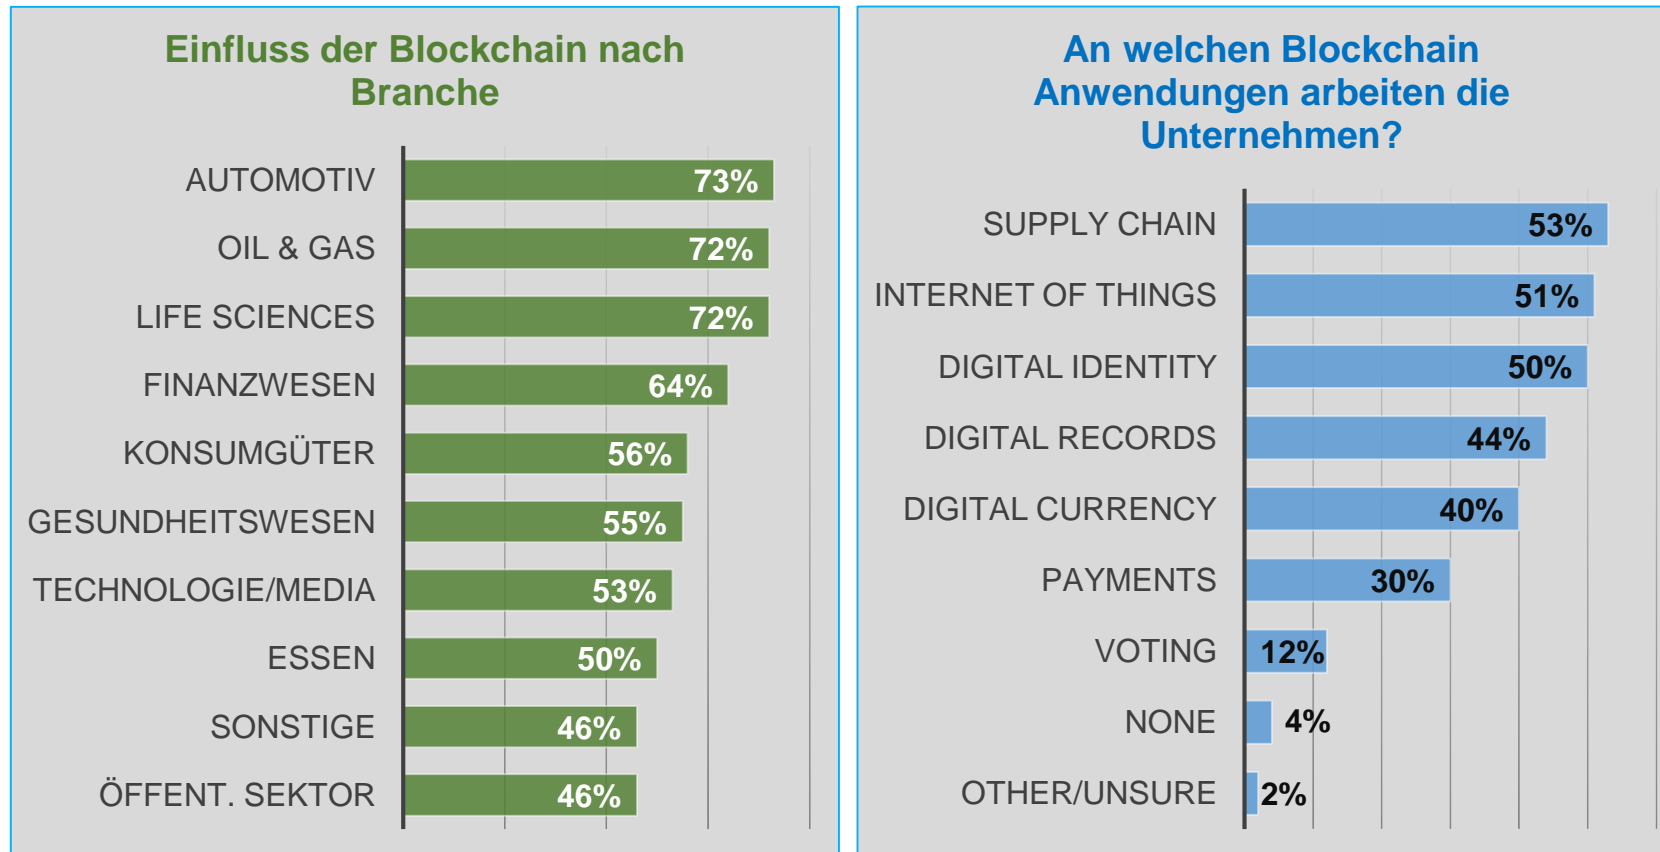 Einfluss der Blockchain nach
Branche
AUTOMOTIV 73%
OIL & GAS 72%
LIFE SCIENCES 72%
FINANZWESEN 64%
KONSUMGÜTER 56%
GESUNDHEITSWESEN 55%
TECHNOLOGIE/MEDIA 53%
ESSEN 50%
SONSTIGE 46%
ÖFFENT. SEKTOR 46%
An welchen Blockchain
Anwendungen arbeiten die
Unternehmen?
SUPPLY CHAIN 53%
INTERNET OF THINGS 51%
DIGITAL IDENTITY 50%
DIGITAL RECORDS 44%
DIGITAL CURRENCY 40%
PAYMENTS 30%
VOTING 12%
NONE 4%
OTHER/UNSURE 2%